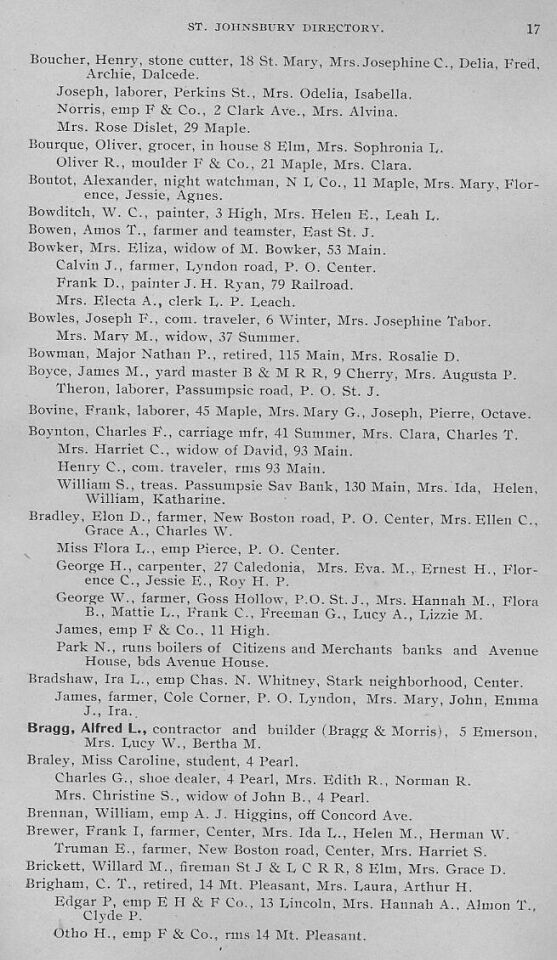 ST. JOHNSBURY DIRECTORY. 17
Boucher, Henry, stone cutter, 18 St. Mary, Mrs. Josephine C., Delia, Fred,
Archie, Dalcede.
Joseph, laborer, Perkins St., Mrs. Odelia, Isabella.
Norris, emp F & Co., 2 Clark Ave., Mrs. Alvina.
Mrs. Rose Dislet, 29 Maple.
Bourque, Oliver, grocer, in house 8 Elm, Mrs. Sophronia L.
Oliver R., moulder F & Co., 21 Maple, Mrs. Clara.
Boutot, Alexander, night watchman, N L Co., 11 Maple, Mrs. Mary, Flor-
ence, Jessie, Agnes.
Bowditch, W. C., painter, 3 High, Mrs. Helen E., Leah L.
Bowen, Amos T., farmer and teamster, East St. J.
Bowker, Mrs. Eliza, widow of M. Bowker, 53 Main.
Calvin J., farmer, Lyndon road, P. O. Center.
Frank D., painter J. H. Ryan, 79 Railroad.
Mrs. Electa A., clerk L. P. Leach.
Bowles, Joseph F., com. traveler, 6 Winter, Mrs. Josephine Tabor.
Mrs. Mary M., widow, 37 Summer.
Bowman, Major Nathan P., retired, 115 Main, Mrs. Rosalie D.
Boyce, James M., yard master B & M R R, 9 Cherry, Mrs. Augusta P.
Theron, laborer, Passumpsic road, P. O. St. J.
Bovine, Frank, laborer, 45 Maple, Mrs. Mary G., Joseph, Pierre, Octave.
Boynton, Charles F., carriage mfr, 41 Summer, Mrs. Clara, Charles T.
Mrs. Harriet C., widow of David, 93 Main.
Henry C., com. traveler, rms 93 Main.
William S., treas. Passumpsie Sav Bank, 130 Main, Mrs. Ida, Helen,
William, Katharine.
Bradley, Elon D., farmer, New Boston road, P. O. Center, Mrs. Ellen C.,
Grace A., Charles W.
Miss Flora L., emp Pierce, P. O. Center.
George H., carpenter, 27 Caledonia, Mrs. Eva. M., Ernest H., Flor-
ence C., Jessie E., Roy H. P.
George W., farmer, Goss Hollow, P.O. St. J., Mrs. Hannah M., Flora
B., Mattie L., Frank C., Freeman G., Lucy A., Lizzie M.
James, emp F & Co., 11 High.
Park N., runs boilers of Citizens and Merchants banks and Avenue
House, bds Avenue House.
Bradshaw, Ira L., emp Chas. N. Whitney, Stark neighborhood, Center.
James, farmer, Cole Corner, P. O. Lyndon, Mrs. Mary, John, Emma
J., Ira.
Bragg, Alfred L., contractor and builder (Bragg & Morris), 5 Emerson,
Mrs. Lucy W., Bertha M.
Braley, Miss Caroline, student, 4 Pearl.
Charles G., shoe dealer, 4 Pearl, Mrs. Edith R., Norman R.
Mrs. Christine S., widow of John B., 4 Pearl.
Brennan, William, emp A. J. Higgins, off Concord Ave.
Brewer, Frank I, farmer, Center, Mrs. Ida L., Helen M., Herman W.
Truman E., farmer, New Boston road, Center, Mrs. Harriet S.
Brickett, Willard M., fireman St J & L C R R, 8 Elm, Mrs. Grace D.
Brigham, C. T., retired, 14 Mt. Pleasant, Mrs. Laura, Arthur H.
Edgar P, emp E H & F Co., 13 Lincoln, Mrs. Hannah A., Almon T.,
Clyde P.
Otho H., emp F & Co., rms 14 Mt. Pleasant.